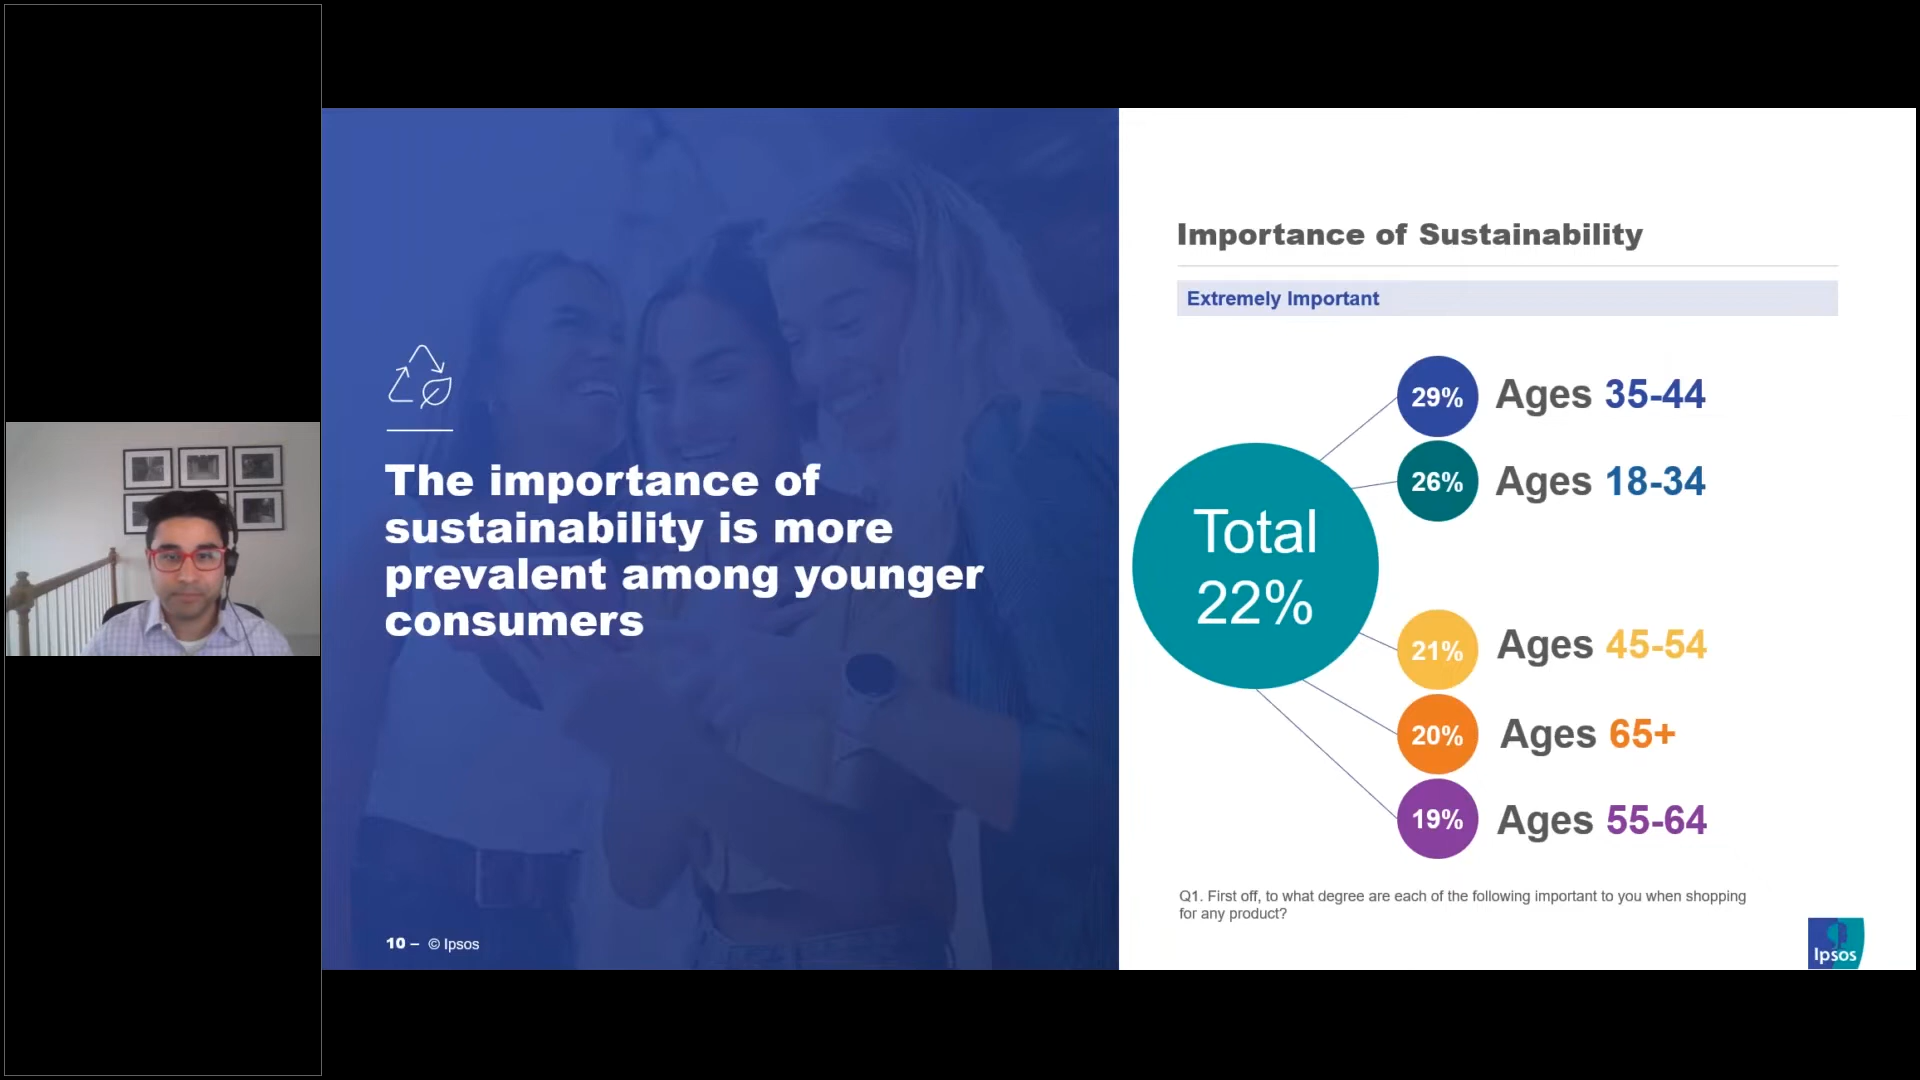 The importance of
sustainability is more
prevalent among younger
consumers
10 – © Ipsos
Importance of Sustainability
Extremely Important
Total
22%
29% Ages 35-44
26% Ages 18-34
21% Ages 45-54
20% Ages 65+
19% Ages 55-64
Q1. First off, to what degree are each of the following important to you when shopping
for any product?
Ipsos